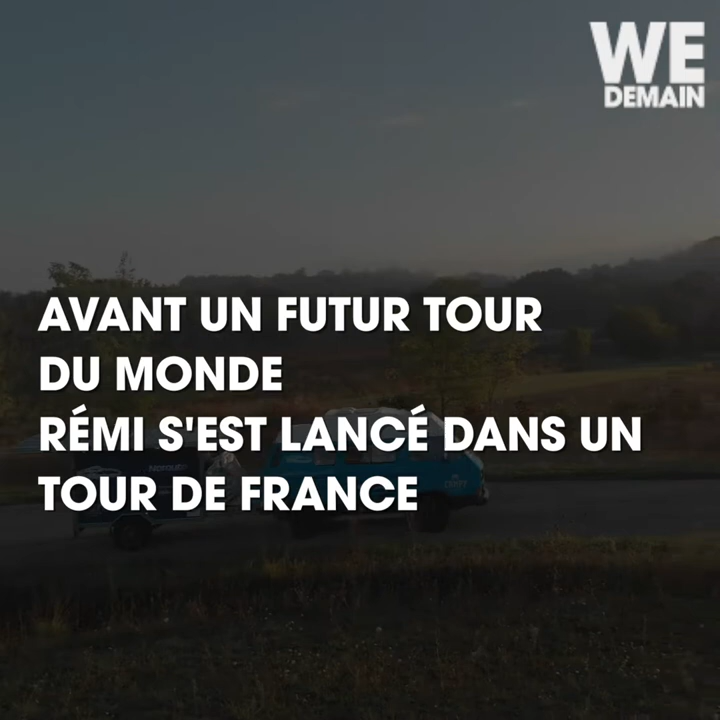 WE
DEMAIN
AVANT UN FUTUR TOUR
DU MONDE
RÉMI S'EST LANCÉ DANS UN
TOUR DE FRANCE